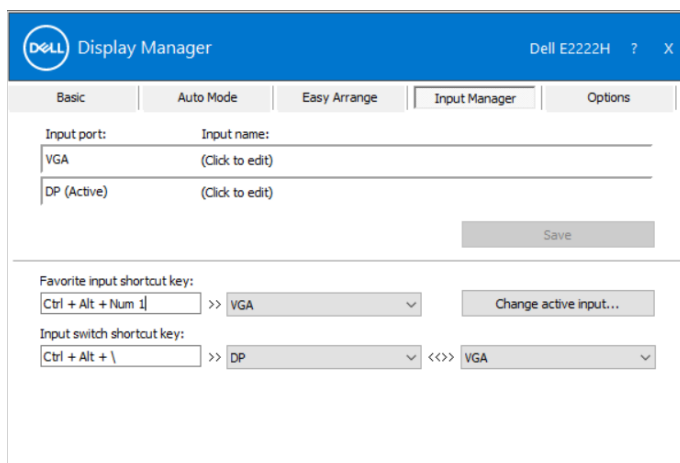 DELL Display Manager Dell E2222H ? X
Basic Auto Mode Easy Arrange Input Manager Options
Input port: Input name:
VGA (Click to edit)
DP (Active) (Click to edit)
Save
Favorite input shortcut key:
Ctrl + Alt + Num 1 >> VGA Change active input...
Input switch shortcut key:
Ctrl + Alt + \ >> DP <<>> VGA